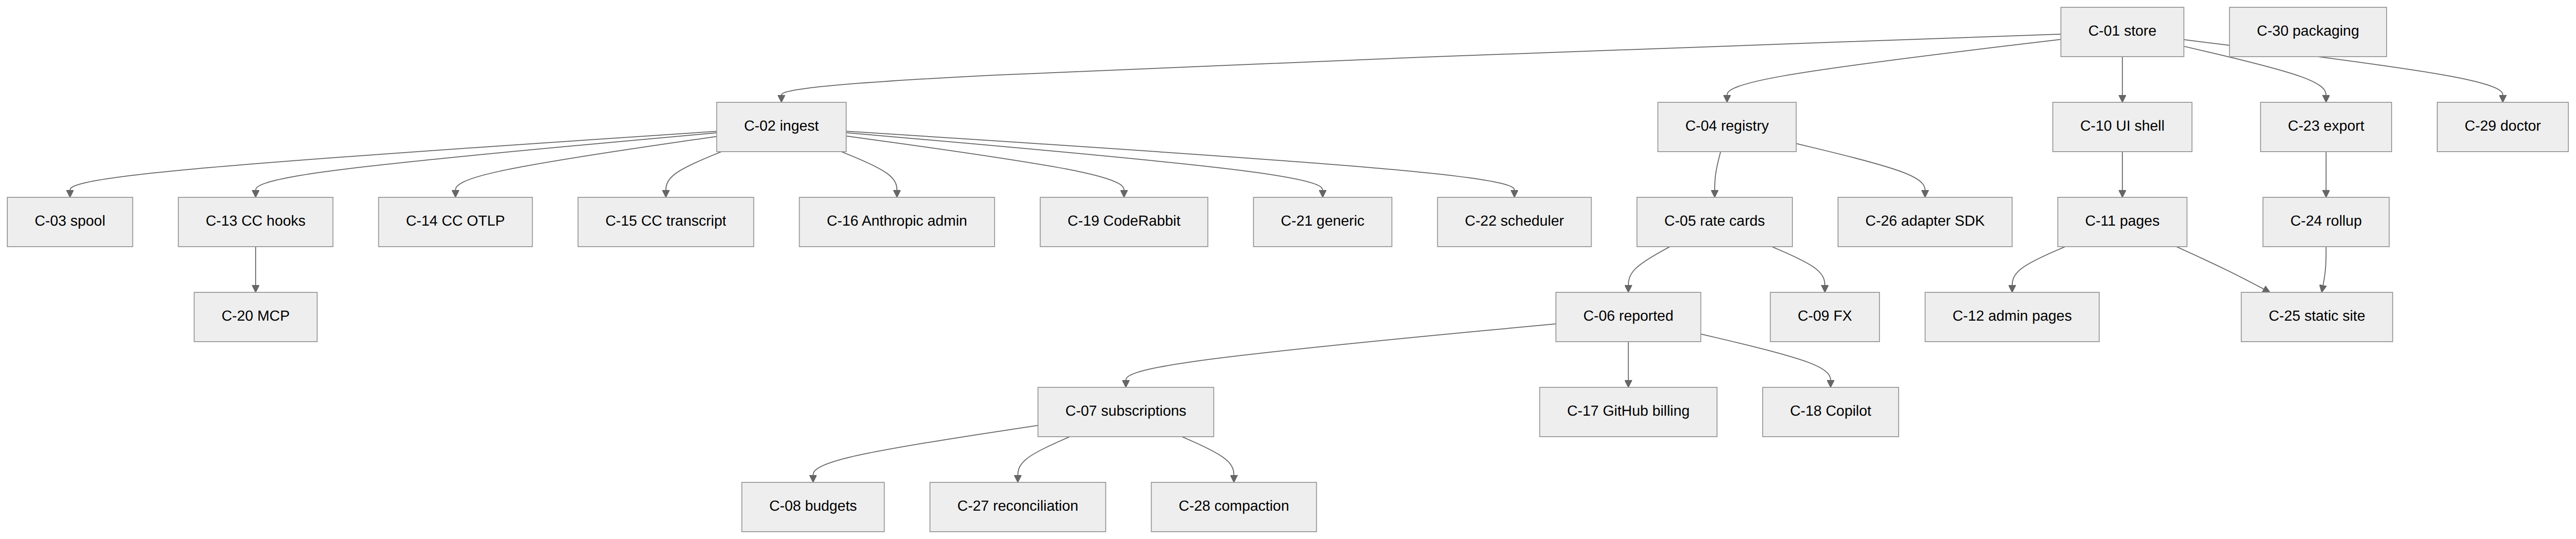 C-01 store
C-30 packaging
C-02 ingest
C-04 registry
C-10 UI shell
C-23 export
C-29 doctor
C-03 spool
C-13 CC hooks
C-14 CC OTLP
C-15 CC transcript
C-16 Anthropic admin
C-19 CodeRabbit
C-21 generic
C-22 scheduler
C-05 rate cards
C-26 adapter SDK
C-11 pages
C-24 rollup
C-20 MCP
C-06 reported
C-09 FX
C-12 admin pages
C-25 static site
C-07 subscriptions
C-17 GitHub billing
C-18 Copilot
C-08 budgets
C-27 reconciliation
C-28 compaction